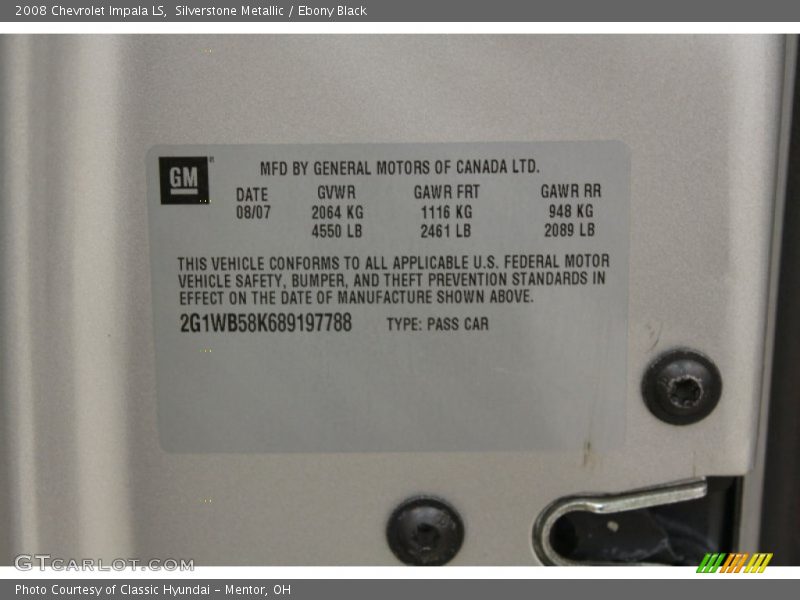 2008 Chevrolet Impala LS, Silverstone Metallic / Ebony Black
GM
MFD BY GENERAL MOTORS OF CANADA LTD.
DATE GVWR GAWR FRT GAWR RR
08/07 2064 KG 1116 KG 948 KG
4550 LB 2461 LB 2089 LB
THIS VEHICLE CONFORMS TO ALL APPLICABLE U.S. FEDERAL MOTOR
VEHICLE SAFETY, BUMPER, AND THEFT PREVENTION STANDARDS IN
EFFECT ON THE DATE OF MANUFACTURE SHOWN ABOVE.
2G1WB58K689197788 TYPE: PASS CAR
GTCARLOT.COM
Photo Courtesy of Classic Hyundai - Mentor, OH